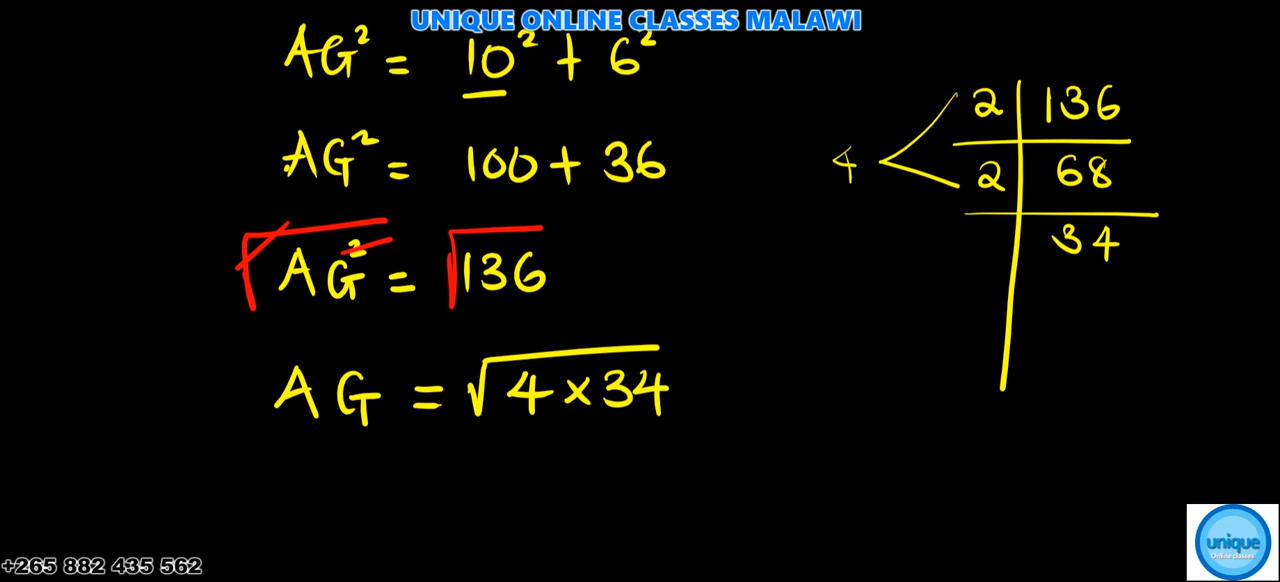 UNIQUE ONLINE CLASSES MALAWI
AG² = 10² + 6²
AG² = 100 + 36
√AG² = √136
AG = √4 × 34
2 | 136
4 < 2 | 68
34
unique
Online classes
+265 882 435 562